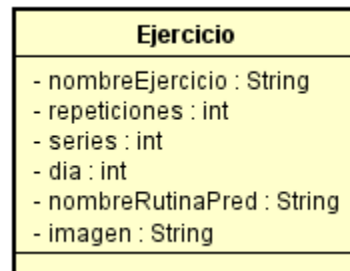 Ejercicio
- nombreEjercicio : String
- repeticiones : int
- series : int
- dia : int
- nombreRutinaPred : String
- imagen : String